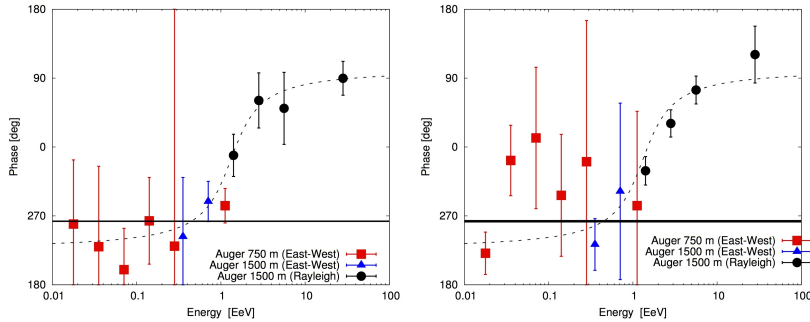 180
90
0
270
180
Phase [deg]
Auger 750 m (East-West)
Auger 1500 m (East-West)
Auger 1500 m (Rayleigh)
0.01
0.1
1
10
100
Energy [EeV]
180
90
0
270
180
Phase [deg]
Auger 750 m (East-West)
Auger 1500 m (East-West)
Auger 1500 m (Rayleigh)
0.01
0.1
1
10
100
Energy [EeV]